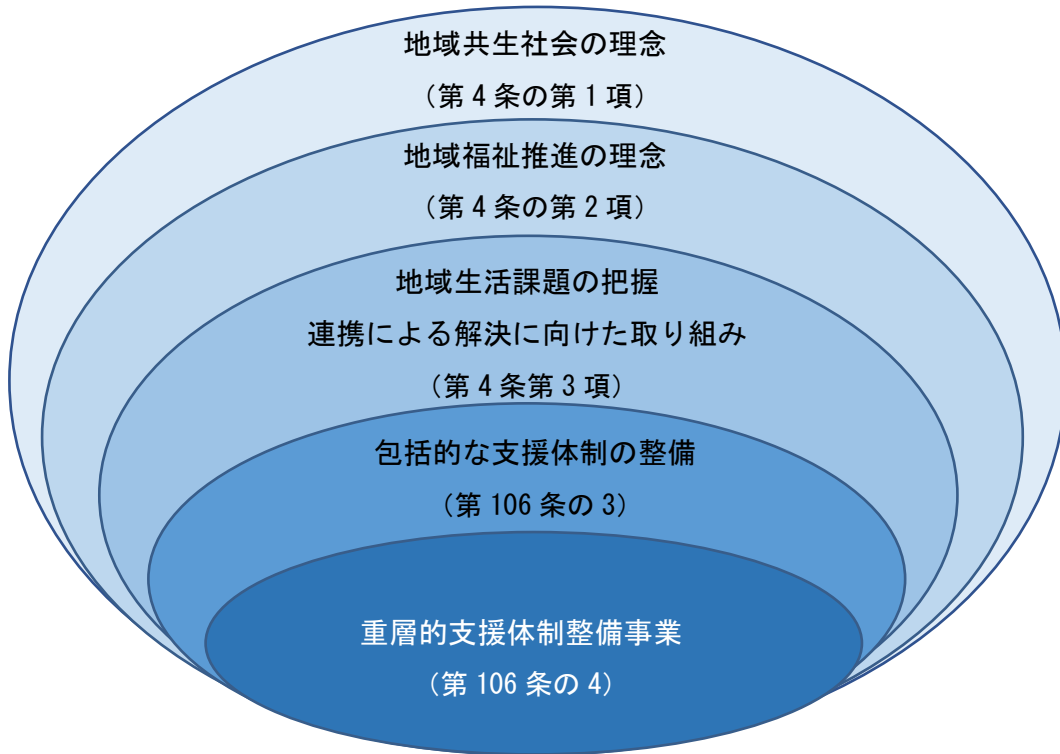 地域共生社会の理念
（第4条の第1項）
地域福祉推進の理念
（第4条の第2項）
地域生活課題の把握
連携による解決に向けた取り組み
（第4条第3項）
包括的な支援体制の整備
（第106条の3）
重層的支援体制整備事業
（第106条の4）